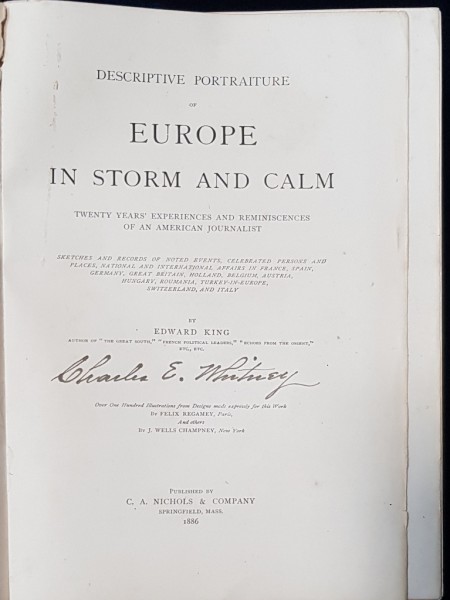 DESCRIPTIVE PORTRAITURE
OF
EUROPE
IN STORM AND CALM
TWENTY YEARS' EXPERIENCES AND REMINISCENCES
OF AN AMERICAN JOURNALIST
SKETCHES AND RECORDS OF NOTED EVENTS, CELEBRATED PERSONS AND
PLACES, NATIONAL AND INTERNATIONAL AFFAIRS IN FRANCE, SPAIN,
GERMANY, GREAT BRITAIN, HOLLAND, BELGIUM, AUSTRIA,
HUNGARY, ROUMANIA, TURKEY-IN-EUROPE,
SWITZERLAND, AND ITALY
BY
EDWARD KING
AUTHOR OF "THE GREAT SOUTH," "FRENCH POLITICAL LEADERS," "ECHOES FROM THE ORIENT,"
ETC., ETC.
Charles E. Whitney
Over One Hundred Illustrations from Designs made expressly for this Work
By FELIX REGAMEY, Paris,
And others
By J. WELLS CHAMPNEY, New York
PUBLISHED BY
C. A. NICHOLS & COMPANY
SPRINGFIELD, MASS.
1886